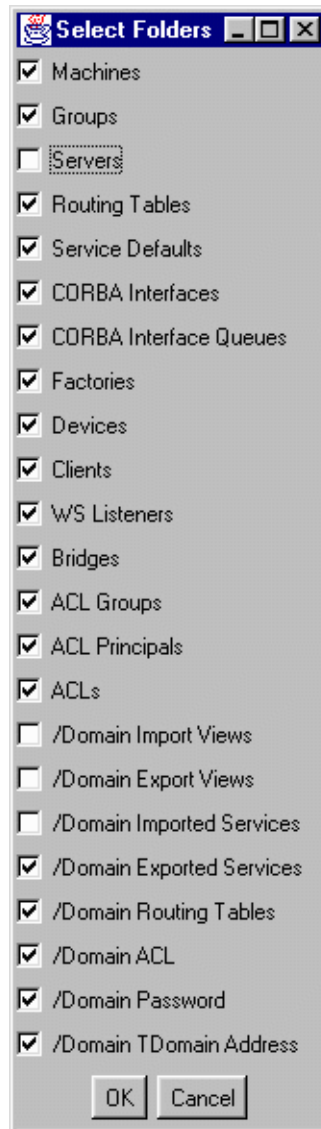 Select Folders
Machines
Groups
Servers
Routing Tables
Service Defaults
CORBA Interfaces
CORBA Interface Queues
Factories
Devices
Clients
WS Listeners
Bridges
ACL Groups
ACL Principals
ACLs
/Domain Import Views
/Domain Export Views
/Domain Imported Services
/Domain Exported Services
/Domain Routing Tables
/Domain ACL
/Domain Password
/Domain TDomain Address
OK Cancel